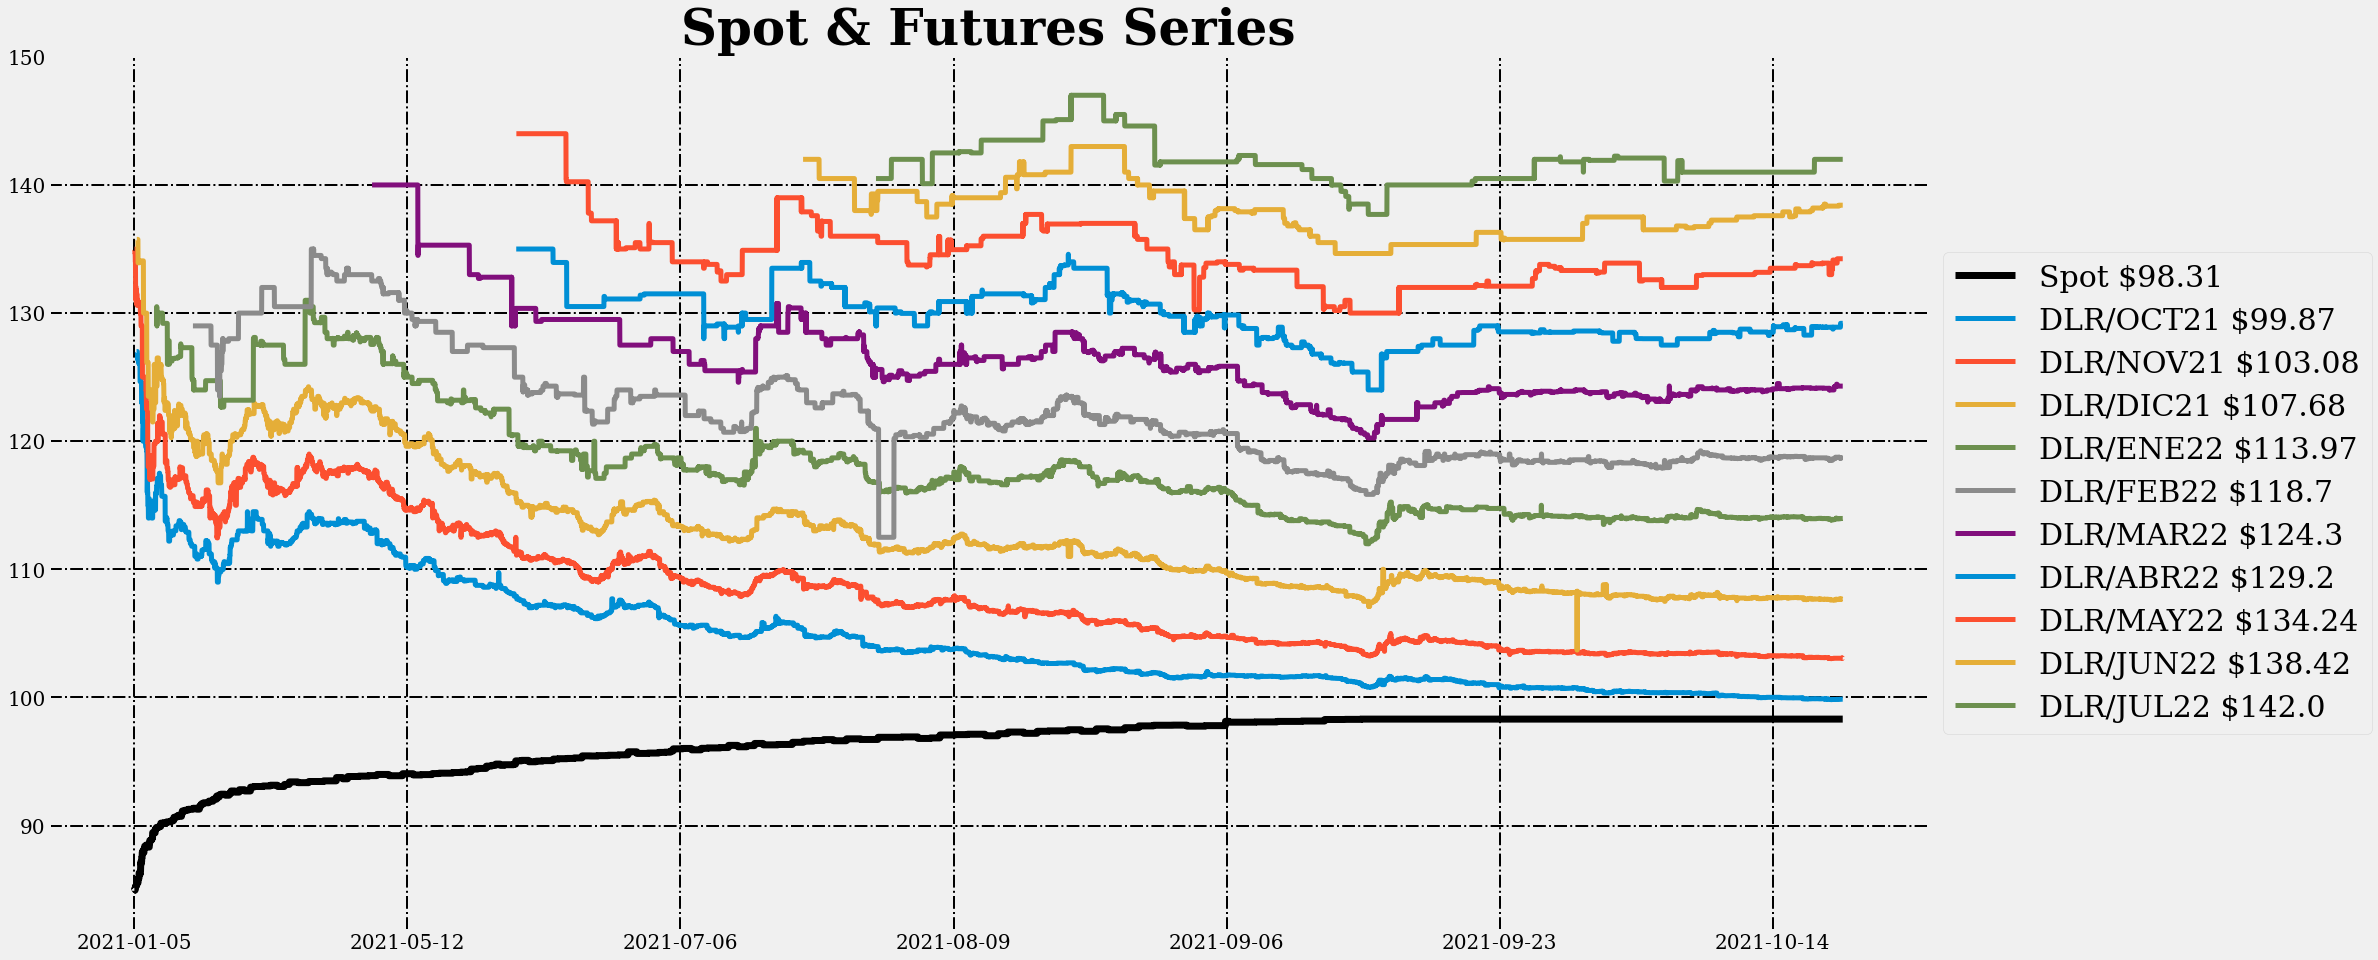 Spot & Futures Series
150
140
130
120
110
100
90
2021-01-05
2021-05-12
2021-07-06
2021-08-09
2021-09-06
2021-09-23
2021-10-14
Spot $98.31
DLR/OCT21 $99.87
DLR/NOV21 $103.08
DLR/DIC21 $107.68
DLR/ENE22 $113.97
DLR/FEB22 $118.7
DLR/MAR22 $124.3
DLR/ABR22 $129.2
DLR/MAY22 $134.24
DLR/JUN22 $138.42
DLR/JUL22 $142.0